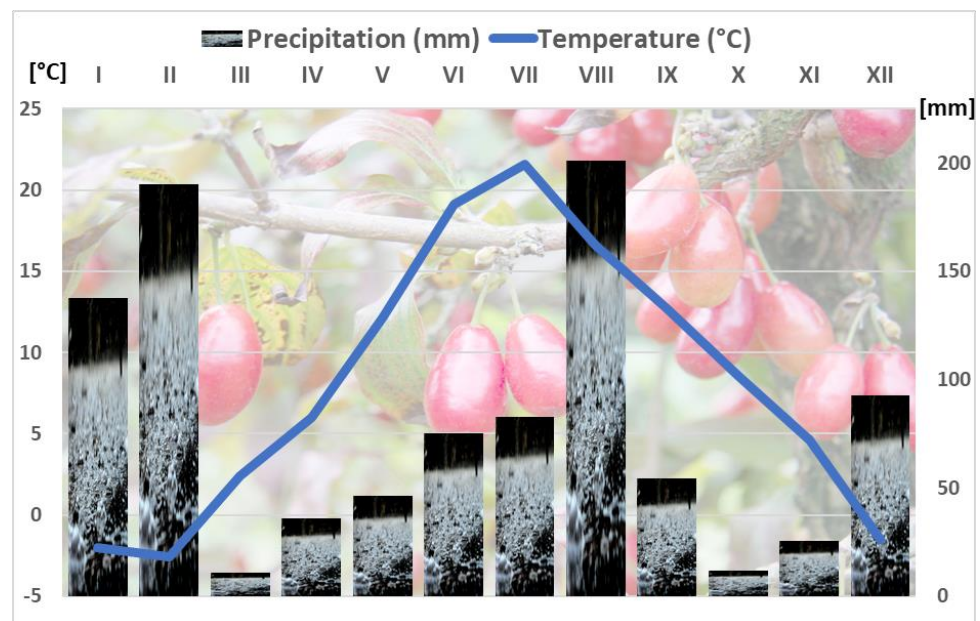 Precipitation (mm) Temperature (°C)
[°C] I II III IV V VI VII VIII IX X XI XII
25 [mm]
200
20
15 150
10 100
5
50
0
-5 0